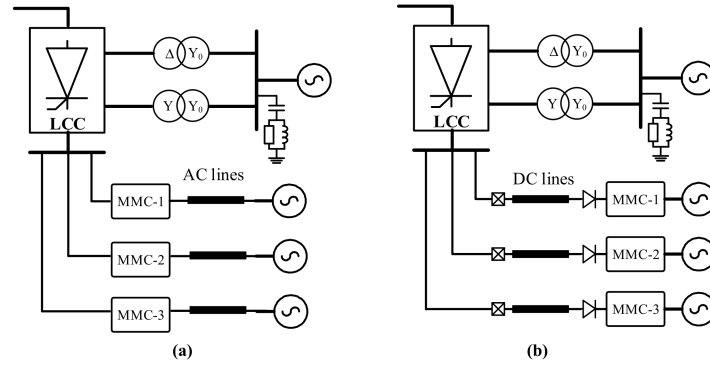 Δ Y₀
Y Y₀
LCC
AC lines
MMC-1
MMC-2
MMC-3
(a)
Δ Y₀
Y Y₀
LCC
DC lines
MMC-1
MMC-2
MMC-3
(b)